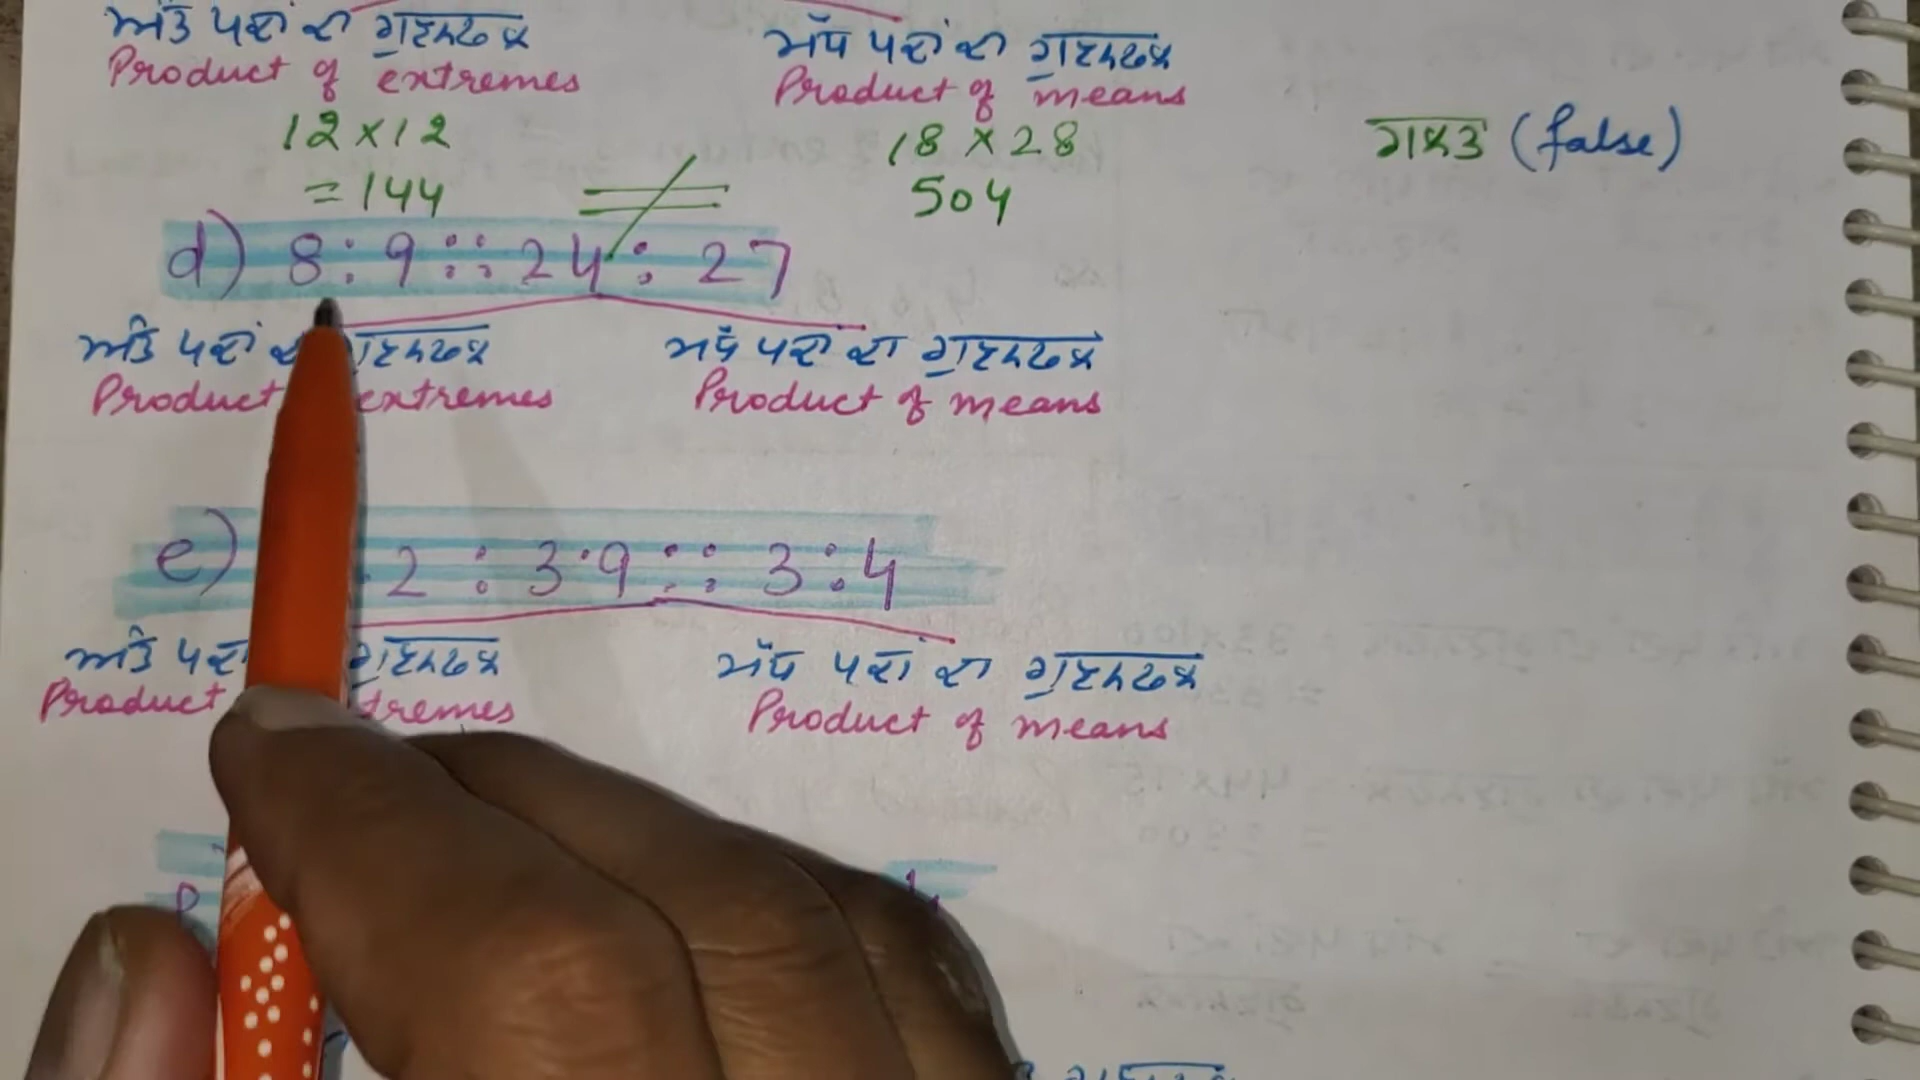 ਅੰਤ ਪਦਾਂ ਦਾ ਗੁਣਨਫਲ ਮੱਧ ਪਦਾਂ ਦਾ ਗੁਣਨਫਲ
Product of extremes Product of means
12 x 12 18 x 28 ਗਲਤ (false)
= 144 504
d) 8 : 9 :: 24 : 27
ਅੰਤ ਪਦਾਂ ਦਾ ਗੁਣਨਫਲ ਮੱਧ ਪਦਾਂ ਦਾ ਗੁਣਨਫਲ
Product extremes Product of means
e) .2 : 3.9 :: 3 : 4
ਅੰਤ ਪਦਾਂ ਗੁਣਨਫਲ ਮੱਧ ਪਦਾਂ ਦਾ ਗੁਣਨਫਲ
Product tremes Product of means